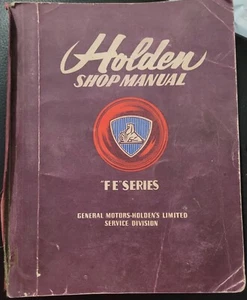 Holden
SHOP MANUAL
"FE" SERIES
GENERAL MOTORS-HOLDEN'S LIMITED
SERVICE DIVISION